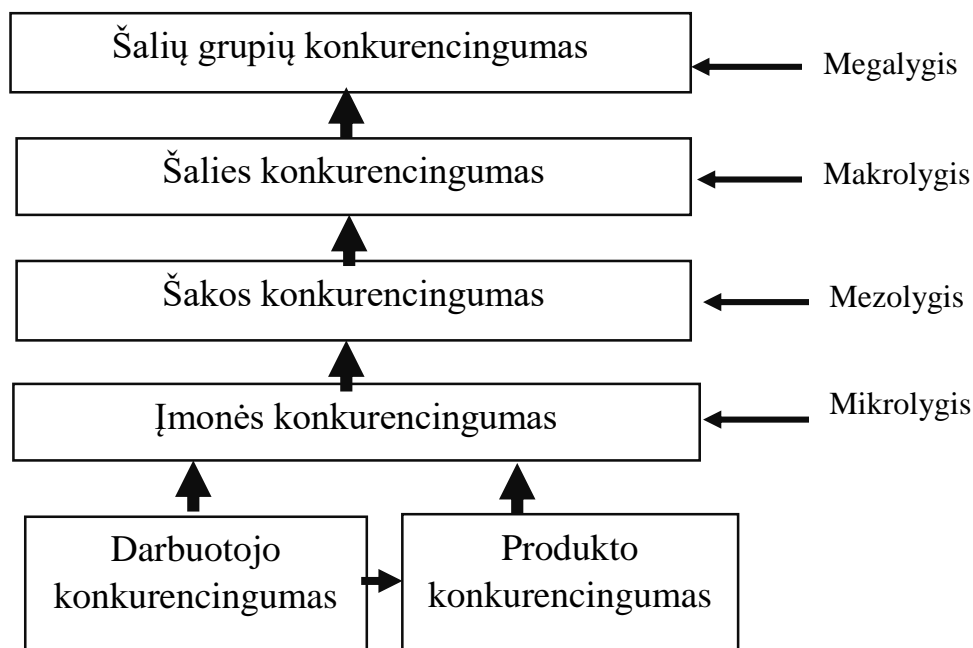 Šalių grupių konkurencingumas
Megalygis
Šalies konkurencingumas
Makrolygis
Šakos konkurencingumas
Mezolygis
Įmonės konkurencingumas
Mikrolygis
Darbuotojo
konkurencingumas
Produkto
konkurencingumas